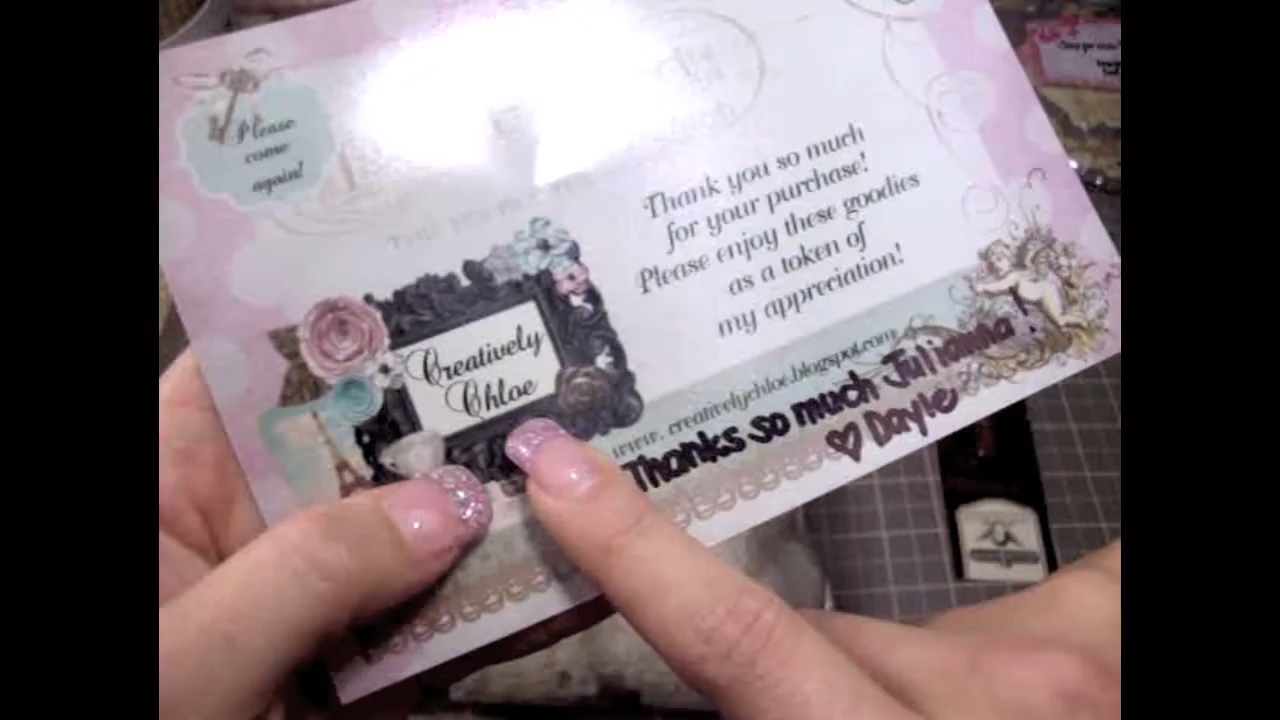 Please
come
again!
Thank you so much
for your purchase!
Please enjoy these goodies
as a token of
my appreciation!
Creatively
Chloe
www.creativelychloe.blogspot.com
Thanks so much Julianna!
♥ Dayle